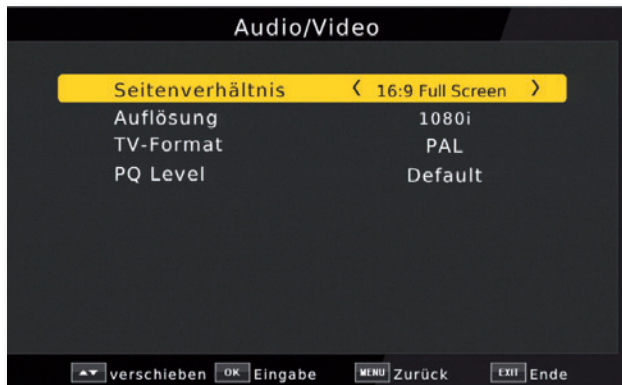 Audio/Video
Seitenverhältnis < 16:9 Full Screen >
Auflösung 1080i
TV-Format PAL
PQ Level Default
▲▼ verschieben OK Eingabe MENU Zurück EXIT Ende